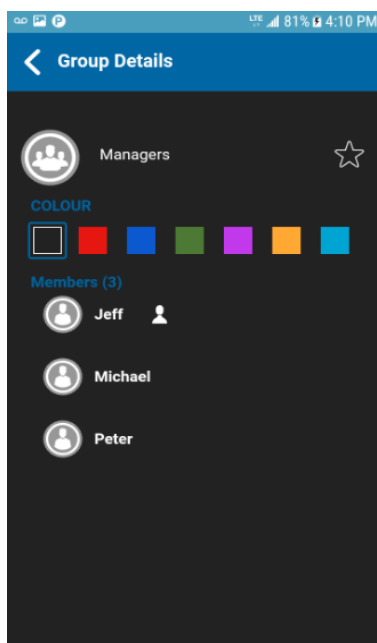 LTE 81% 4:10 PM
Group Details
Managers
COLOUR
Members (3)
Jeff
Michael
Peter